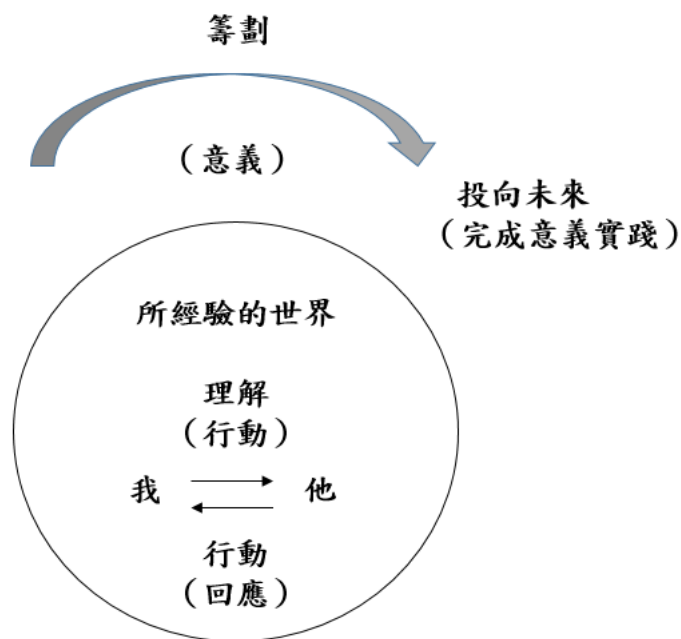 籌劃
（意義）
投向未來
（完成意義實踐）
所經驗的世界
理解
（行動）
我 他
行動
（回應）